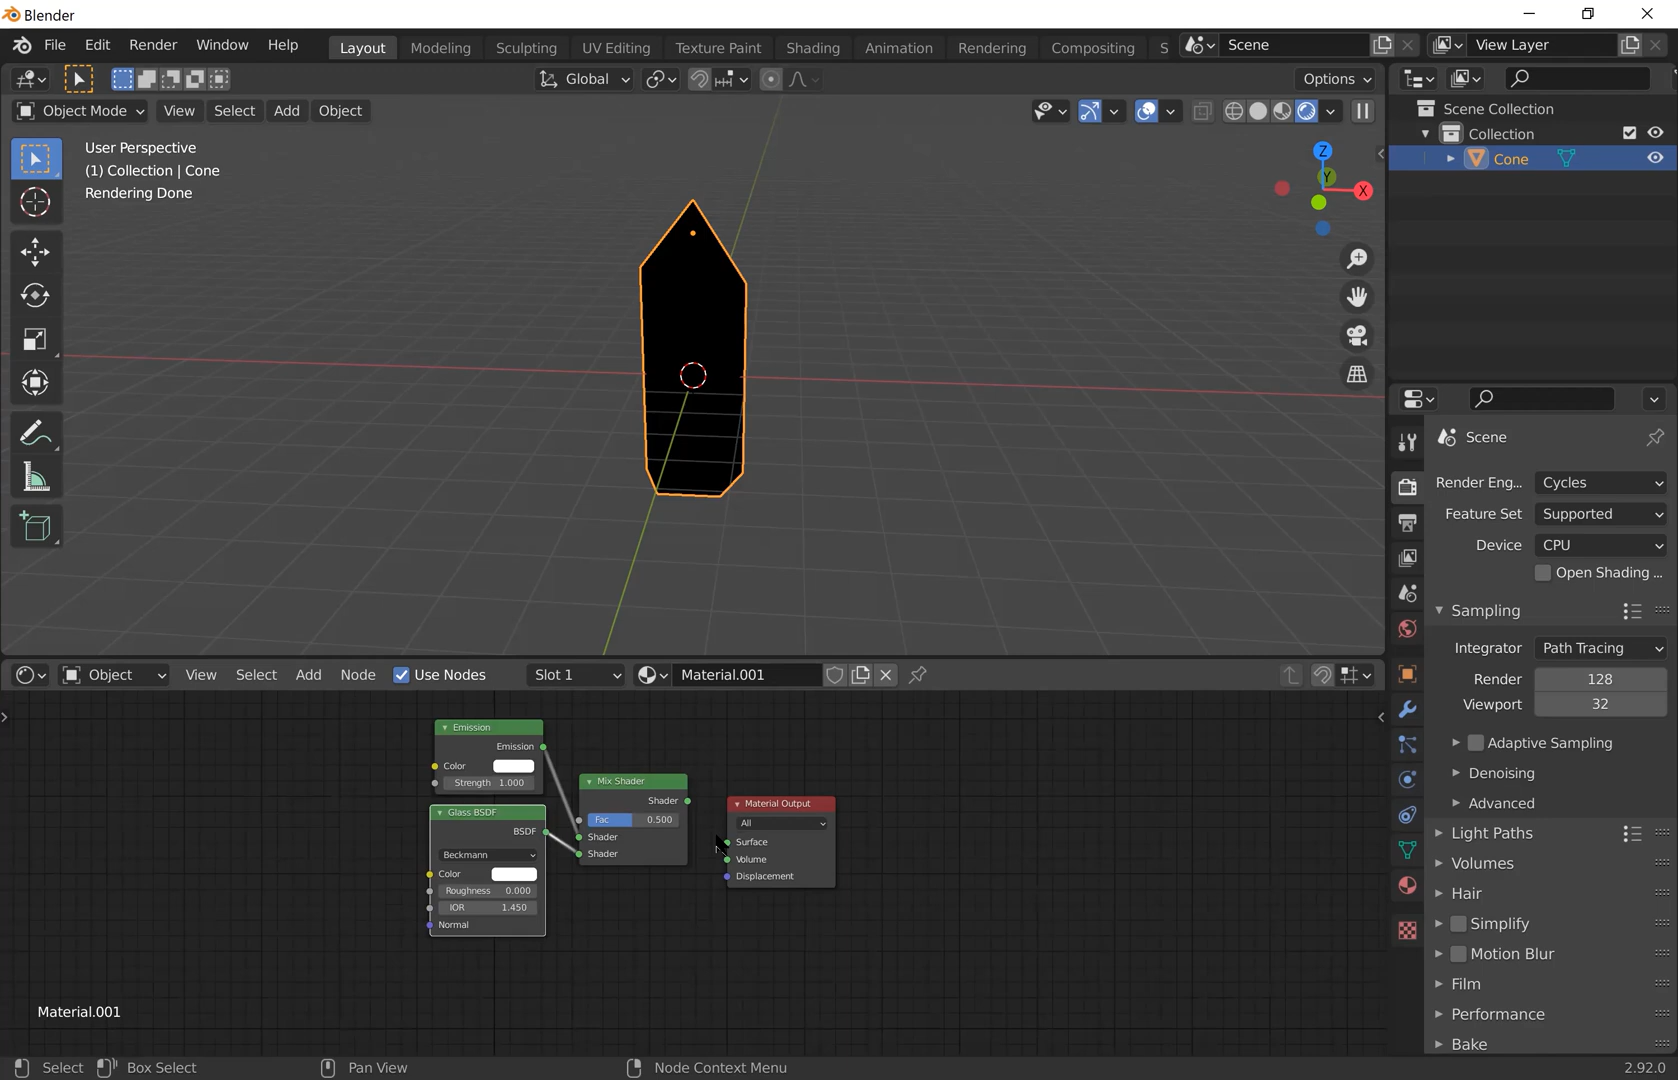 Blender
File Edit Render Window Help Layout Modeling Sculpting UV Editing Texture Paint Shading Animation Rendering Compositing S Scene View Layer
Global Options
Object Mode View Select Add Object
Scene Collection
Collection
Cone
User Perspective
(1) Collection | Cone
Rendering Done
Z
Y
X
Scene
Render Eng... Cycles
Feature Set Supported
Device CPU
Open Shading ...
Sampling
Integrator Path Tracing
Render 128
Viewport 32
Adaptive Sampling
Denoising
Advanced
Light Paths
Volumes
Hair
Simplify
Motion Blur
Film
Performance
Bake
Object View Select Add Node Use Nodes Slot 1 Material.001
Emission
Emission
Color
Strength 1.000
Glass BSDF
BSDF
Beckmann
Color
Roughness 0.000
IOR 1.450
Normal
Mix Shader
Shader
Fac 0.500
Shader
Shader
Material Output
All
Surface
Volume
Displacement
Material.001
Select Box Select Pan View Node Context Menu 2.92.0